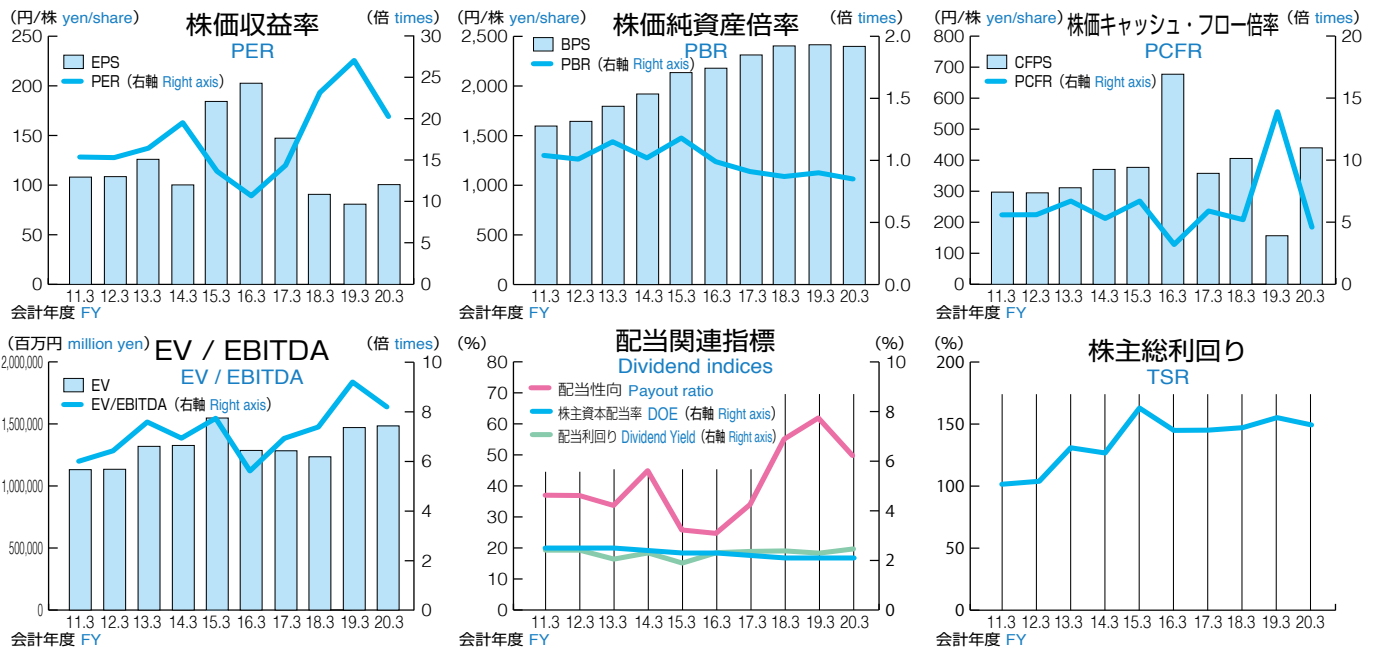 (円/株 yen/share)
株価収益率
(倍 times)
PER
EPS
PER (右軸 Right axis)
250
200
150
100
50
0
30
25
20
15
10
5
0
11.3 12.3 13.3 14.3 15.3 16.3 17.3 18.3 19.3 20.3
会計年度 FY
(円/株 yen/share)
株価純資産倍率
(倍 times)
PBR
BPS
PBR (右軸 Right axis)
2,500
2,000
1,500
1,000
500
0
2.0
1.5
1.0
0.5
0.0
11.3 12.3 13.3 14.3 15.3 16.3 17.3 18.3 19.3 20.3
会計年度 FY
(円/株 yen/share)
株価キャッシュ・フロー倍率
(倍 times)
PCFR
CFPS
PCFR (右軸 Right axis)
800
700
600
500
400
300
200
100
0
20
15
10
5
0
11.3 12.3 13.3 14.3 15.3 16.3 17.3 18.3 19.3 20.3
会計年度 FY
(百万円 million yen)
EV / EBITDA
(倍 times)
EV / EBITDA
EV
EV/EBITDA (右軸 Right axis)
2,000,000
1,500,000
1,000,000
500,000
0
10
8
6
4
2
0
11.3 12.3 13.3 14.3 15.3 16.3 17.3 18.3 19.3 20.3
会計年度 FY
(%)
配当関連指標
(%)
Dividend indices
配当性向 Payout ratio
株主資本配当率 DOE (右軸 Right axis)
配当利回り Dividend Yield (右軸 Right axis)
80
70
60
50
40
30
20
10
0
10
8
6
4
2
0
11.3 12.3 13.3 14.3 15.3 16.3 17.3 18.3 19.3 20.3
会計年度 FY
(%)
株主総利回り
TSR
200
150
100
50
0
11.3 12.3 13.3 14.3 15.3 16.3 17.3 18.3 19.3 20.3
会計年度 FY